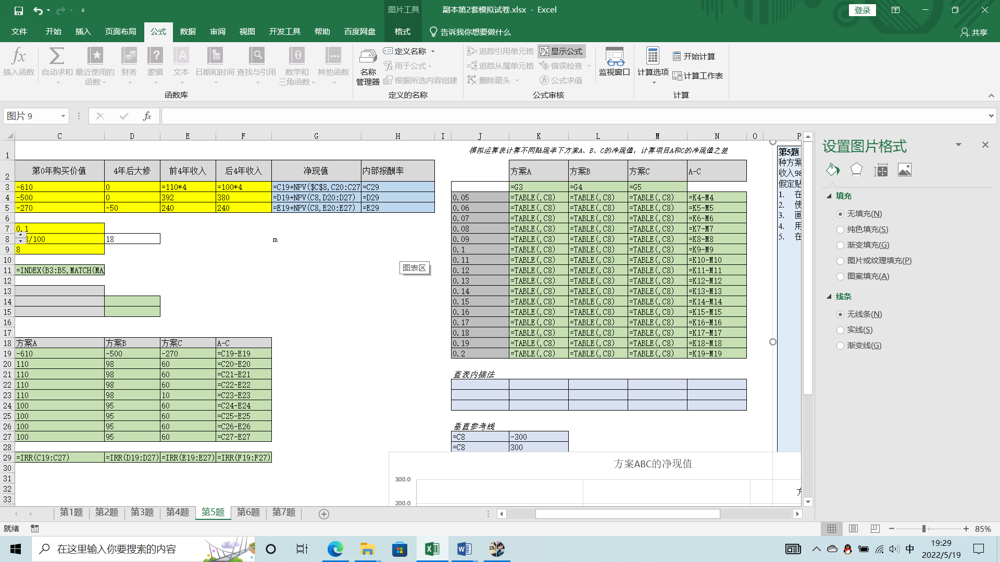 图片工具
副本第2套模拟试卷.xlsx - Excel
登录
文件 开始 插入 页面布局 公式 数据 审阅 视图 开发工具 帮助 百度网盘 格式 告诉我你想要做什么 共享
插入函数 自动求和 最近使用的函数 财务 逻辑 文本 日期和时间 查找与引用 数学和三角函数 其他函数
函数库
名称管理器 定义名称 用于公式 根据所选内容创建
定义的名称
追踪引用单元格 显示公式
追踪从属单元格 错误检查
删除箭头 公式求值
公式审核
监视窗口
计算选项 开始计算 计算工作表
计算
图片 9
fx
C D E F G H I J K L M N O P
1 模拟运算表计算不同贴现率下方案A、B、C的净现值，计算项目A和C的净现值之差
2 第0年购买价值 4年后大修 前4年收入 后4年收入 净现值 内部报酬率 方案A 方案B 方案C A-C
3 -610 0 =110*4 =100*4 =C19+NPV($C$8,C20:C27 =C29 =G3 =G4 =G5
4 -500 0 392 380 =D19+NPV(C8,D20:D27) =D29 0.05 =TABLE(,C8) =TABLE(,C8) =TABLE(,C8) =K4-M4
5 -270 -50 240 240 =E19+NPV(C8,E20:E27) =E29 0.06 =TABLE(,C8) =TABLE(,C8) =TABLE(,C8) =K5-M5
6 0.07 =TABLE(,C8) =TABLE(,C8) =TABLE(,C8) =K6-M6
7 0.1 0.08 =TABLE(,C8) =TABLE(,C8) =TABLE(,C8) =K7-M7
8 /100 18 m 0.09 =TABLE(,C8) =TABLE(,C8) =TABLE(,C8) =K8-M8
9 8 0.1 =TABLE(,C8) =TABLE(,C8) =TABLE(,C8) =K9-M9
10 0.11 =TABLE(,C8) =TABLE(,C8) =TABLE(,C8) =K10-M10
11 =INDEX(B3:B5,MATCH(MA 0.12 =TABLE(,C8) =TABLE(,C8) =TABLE(,C8) =K11-M11
图表区
12 0.13 =TABLE(,C8) =TABLE(,C8) =TABLE(,C8) =K12-M12
13 0.14 =TABLE(,C8) =TABLE(,C8) =TABLE(,C8) =K13-M13
14 0.15 =TABLE(,C8) =TABLE(,C8) =TABLE(,C8) =K14-M14
15 0.16 =TABLE(,C8) =TABLE(,C8) =TABLE(,C8) =K15-M15
16 0.17 =TABLE(,C8) =TABLE(,C8) =TABLE(,C8) =K16-M16
17 0.18 =TABLE(,C8) =TABLE(,C8) =TABLE(,C8) =K17-M17
18 方案A 方案B 方案C A-C 0.19 =TABLE(,C8) =TABLE(,C8) =TABLE(,C8) =K18-M18
19 -610 -500 -270 =C19-E19 0.2 =TABLE(,C8) =TABLE(,C8) =TABLE(,C8) =K19-M19
20 110 98 60 =C20-E20
21 110 98 60 =C21-E21 查表内插法
22 110 98 60 =C22-E22
23 110 98 10 =C23-E23
24 100 95 60 =C24-E24
25 100 95 60 =C25-E25
26 100 95 60 =C26-E26 垂直参考线
27 100 95 60 =C27-E27 =C8 -300
28 =C8 300
29 =IRR(C19:C27) =IRR(D19:D27) =IRR(E19:E27) =IRR(F19:F27)
30
31
32
33
方案ABC的净现值
300.0
200.0
第5题
种方案
收入98
假定贴
1. 在
2. 使
3. 画
4. 用
5. 在
设置图片格式
填充
无填充(N)
纯色填充(S)
渐变填充(G)
图片或纹理填充(P)
图案填充(A)
线条
无线条(N)
实线(S)
渐变线(G)
第1题 第2题 第3题 第4题 第5题 第6题 第7题
就绪
85%
在这里输入你要搜索的内容
中
19:29
2022/5/19